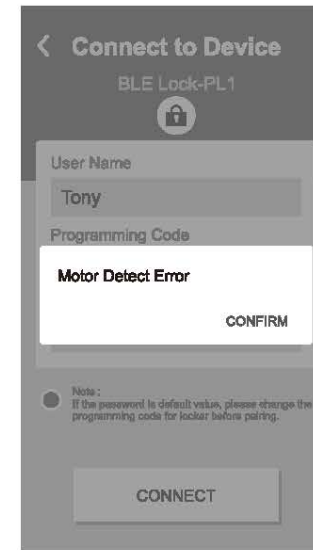 Connect to Device
BLE Lock-PL1
User Name
Tony
Programming Code
Motor Detect Error
CONFIRM
Note :
If the password is default value, please change the
programming code for locker before pairing.
CONNECT